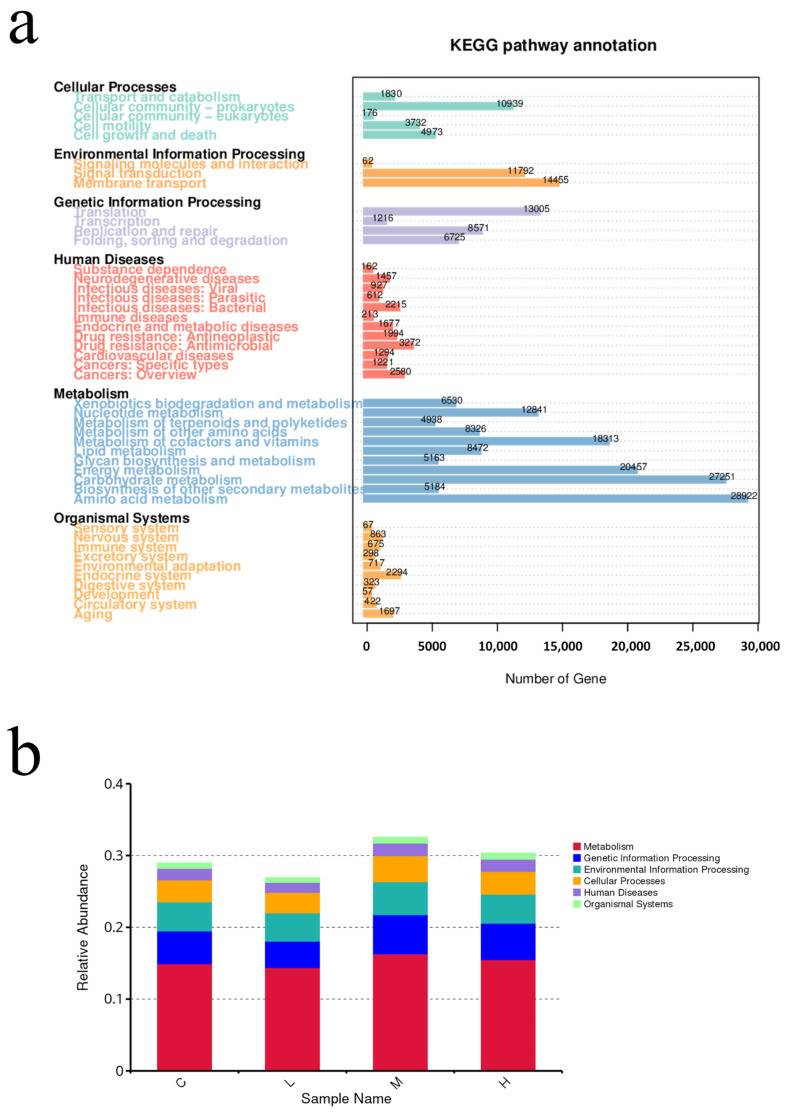 a
KEGG pathway annotation
Cellular Processes
Transport and catabolism 1830
Cellular community – prokaryotes 10939
Cellular community – eukaryotes 176
Cell motility 3732
Cell growth and death 4973
Environmental Information Processing
Signaling molecules and interaction 62
Signal transduction 11792
Membrane transport 14455
Genetic Information Processing
Translation 13005
Transcription 1216
Replication and repair 8571
Folding, sorting and degradation 6725
Human Diseases
Substance dependence 162
Neurodegenerative diseases 1457
Infectious diseases: Viral 927
Infectious diseases: Parasitic 612
Infectious diseases: Bacterial 2215
Immune diseases 213
Endocrine and metabolic diseases 1677
Drug resistance: Antineoplastic 1994
Drug resistance: Antimicrobial 3272
Cardiovascular diseases 1294
Cancers: Specific types 1221
Cancers: Overview 2580
Metabolism
Xenobiotics biodegradation and metabolism 6530
Nucleotide metabolism 12841
Metabolism of terpenoids and polyketides 4938
Metabolism of other amino acids 8326
Metabolism of cofactors and vitamins 18313
Lipid metabolism 8472
Glycan biosynthesis and metabolism 5163
Energy metabolism 20457
Carbohydrate metabolism 27251
Biosynthesis of other secondary metabolites 5184
Amino acid metabolism 28922
Organismal Systems
Sensory system 67
Nervous system 863
Immune system 675
Excretory system 298
Environmental adaptation 717
Endocrine system 2294
Digestive system 323
Development 57
Circulatory system 422
Aging 1697
0 5000 10,000 15,000 20,000 25,000 30,000
Number of Gene
b
Relative Abundance
0.4
0.3
0.2
0.1
0
C L M H
Sample Name
Metabolism
Genetic Information Processing
Environmental Information Processing
Cellular Processes
Human Diseases
Organismal Systems